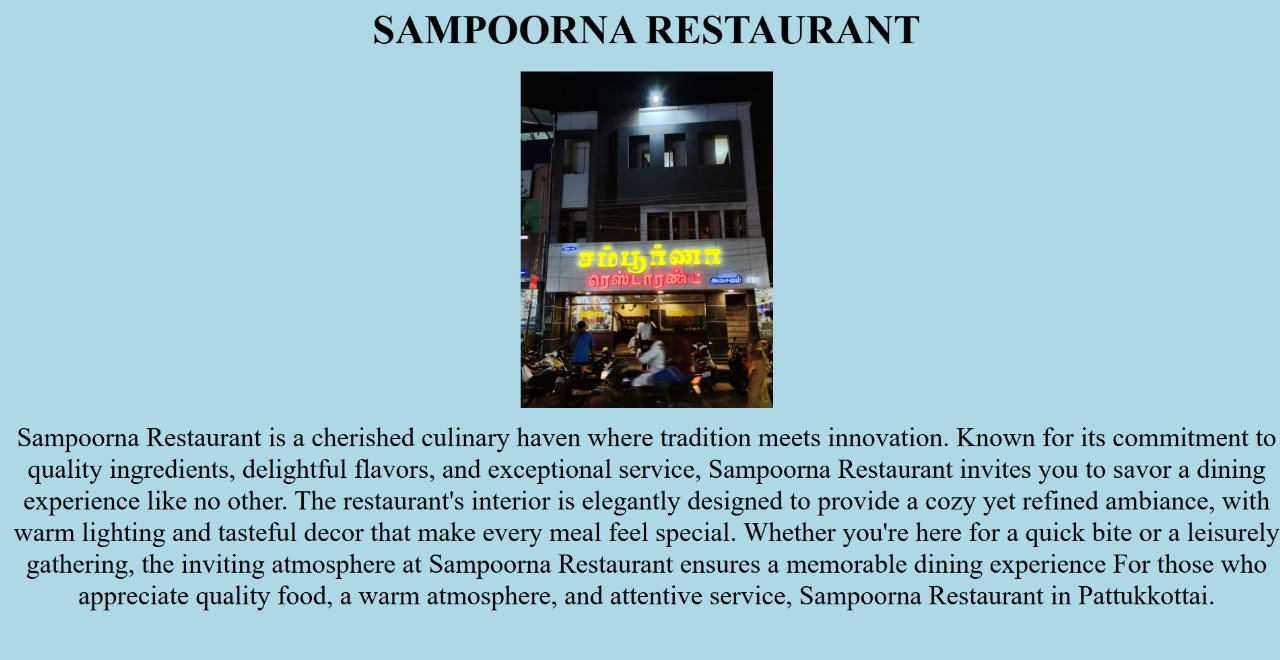 SAMPOORNA RESTAURANT
சம்பூர்ணா
ரெஸ்டாரண்ட்
அசைவம்
Sampoorna Restaurant is a cherished culinary haven where tradition meets innovation. Known for its commitment to
quality ingredients, delightful flavors, and exceptional service, Sampoorna Restaurant invites you to savor a dining
experience like no other. The restaurant's interior is elegantly designed to provide a cozy yet refined ambiance, with
warm lighting and tasteful decor that make every meal feel special. Whether you're here for a quick bite or a leisurely
gathering, the inviting atmosphere at Sampoorna Restaurant ensures a memorable dining experience For those who
appreciate quality food, a warm atmosphere, and attentive service, Sampoorna Restaurant in Pattukkottai.